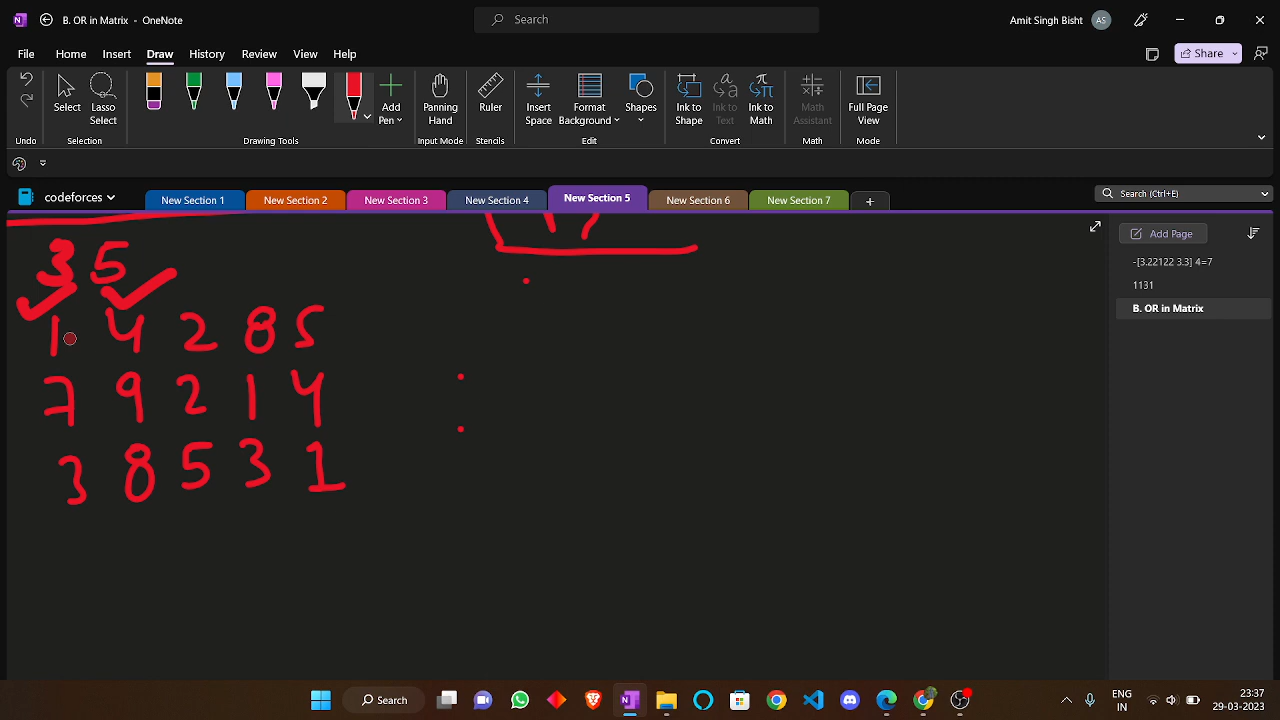 B. OR in Matrix - OneNote
Search
Amit Singh Bisht AS
File Home Insert Draw History Review View Help
Share
Undo
Select
Lasso Select
Selection
Drawing Tools
Add Pen
Panning Hand
Input Mode
Ruler
Stencils
Insert Space
Format Background
Shapes
Edit
Ink to Shape
Ink to Text
Ink to Math
Convert
Math Assistant
Math
Full Page View
Mode
codeforces
New Section 1 New Section 2 New Section 3 New Section 4 New Section 5 New Section 6 New Section 7
Search (Ctrl+E)
Add Page
-[3.22122 3.3] 4=7
1131
B. OR in Matrix
3 5
1 4 2 8 5
7 9 2 1 4
3 8 5 3 1
Search
ENG
IN
23:37
29-03-2023